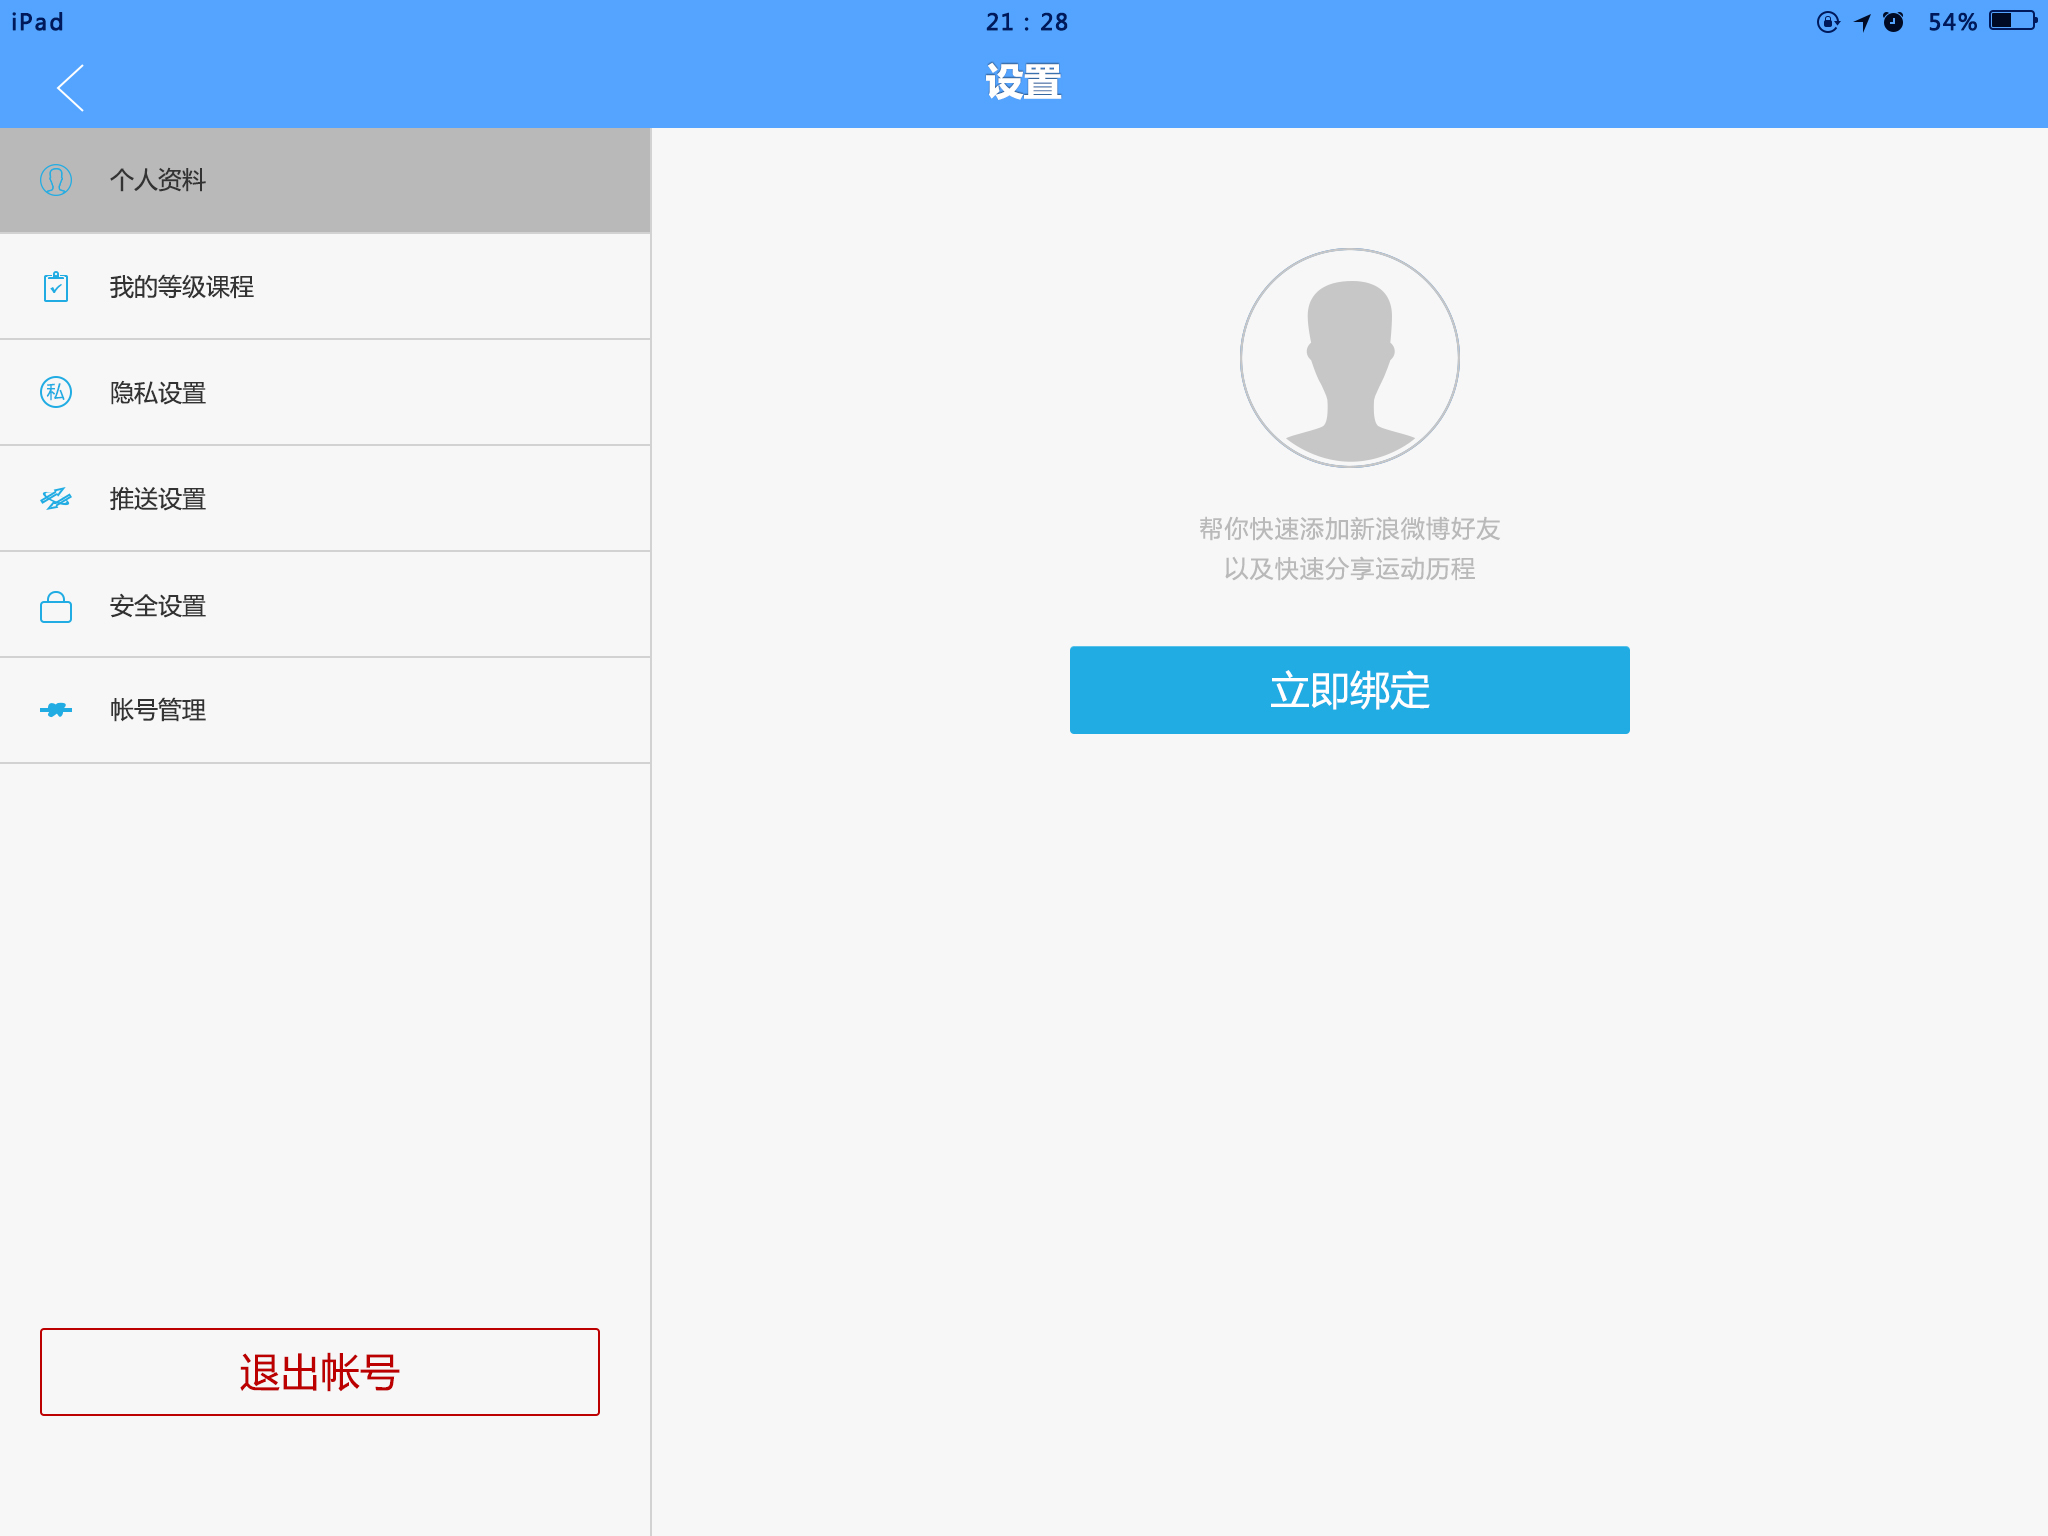 iPad
21：28
54%
设置
个人资料
我的等级课程
私
隐私设置
推送设置
安全设置
帐号管理
帮你快速添加新浪微博好友
以及快速分享运动历程
立即绑定
退出帐号